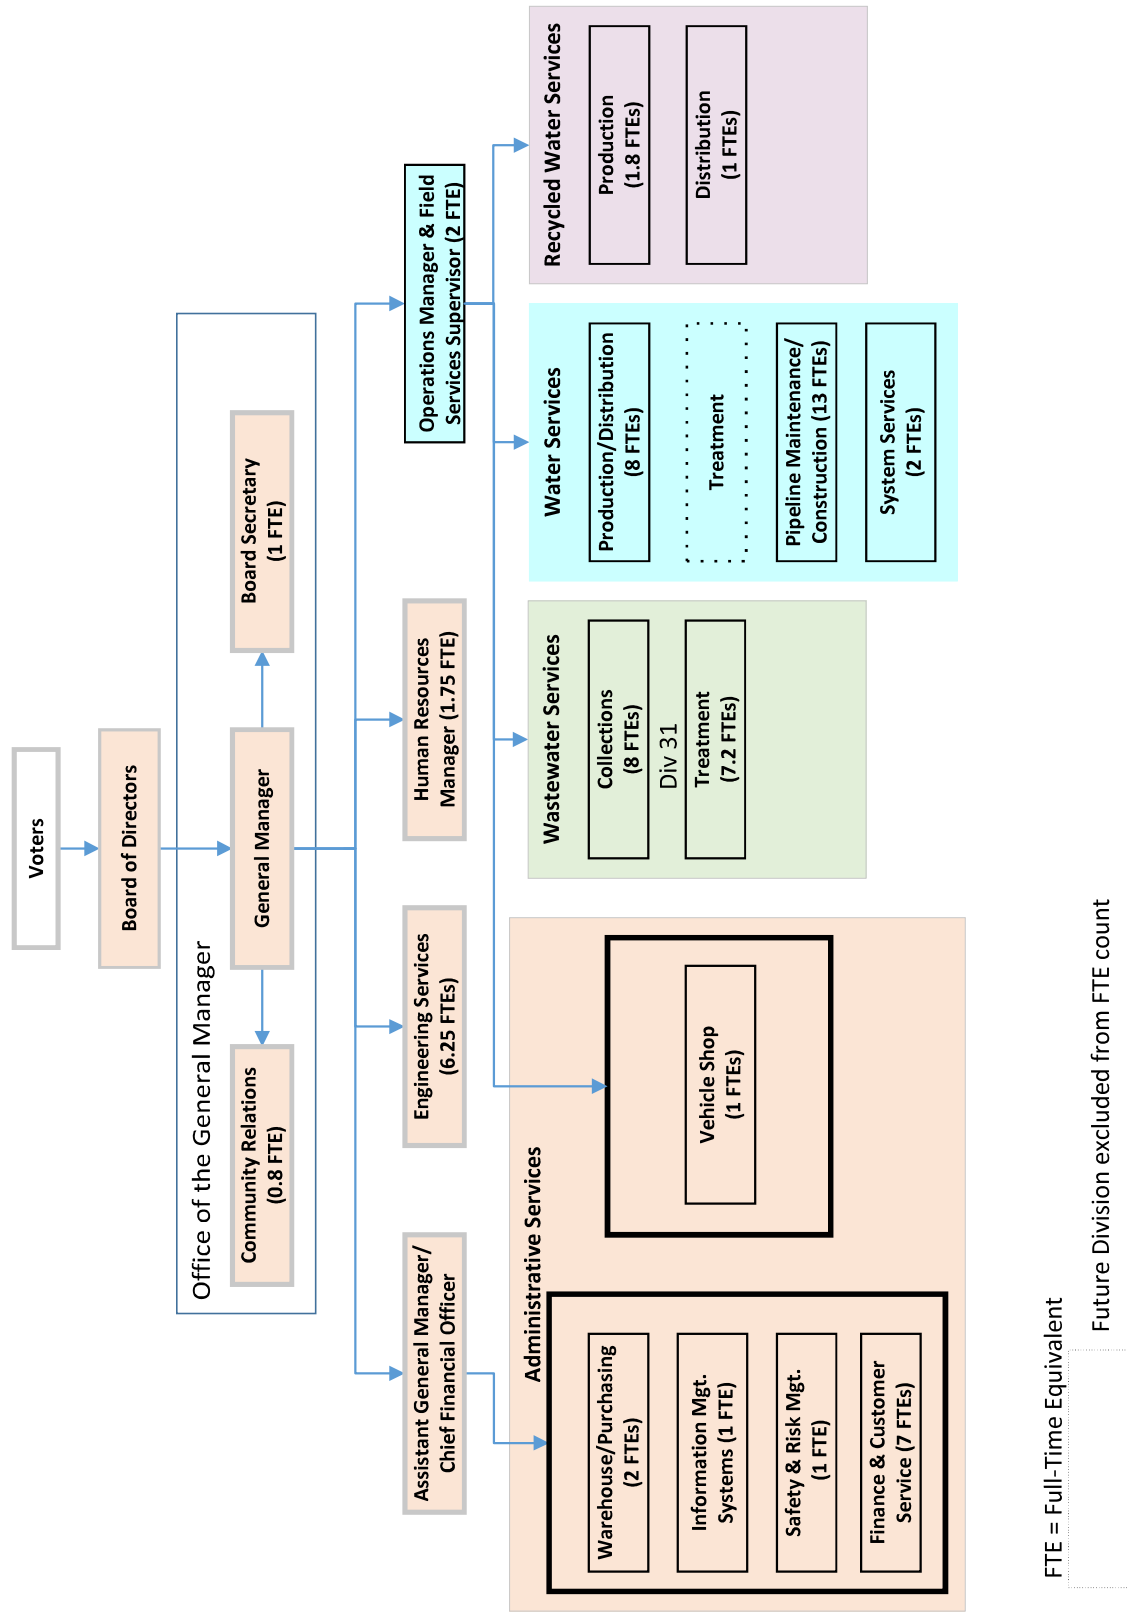 Voters
Board of Directors
Office of the General Manager
Community Relations
(0.8 FTE)
General Manager
Board Secretary
(1 FTE)
Assistant General Manager/
Chief Financial Officer
Engineering Services
(6.25 FTEs)
Human Resources
Manager (1.75 FTE)
Operations Manager & Field
Services Supervisor (2 FTE)
Administrative Services
Warehouse/Purchasing
(2 FTEs)
Information Mgt.
Systems (1 FTE)
Safety & Risk Mgt.
(1 FTE)
Finance & Customer
Service (7 FTEs)
Vehicle Shop
(1 FTEs)
Wastewater Services
Collections
(8 FTEs)
Div 31
Treatment
(7.2 FTEs)
Water Services
Production/Distribution
(8 FTEs)
Treatment
Pipeline Maintenance/
Construction (13 FTEs)
System Services
(2 FTEs)
Recycled Water Services
Production
(1.8 FTEs)
Distribution
(1 FTEs)
FTE = Full-Time Equivalent
Future Division excluded from FTE count